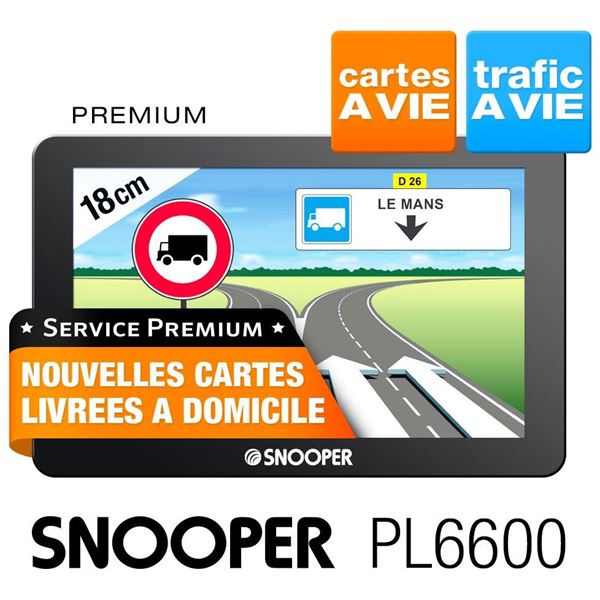 cartes
A VIE
trafic
A VIE
PREMIUM
18cm
D 26
LE MANS
★ SERVICE PREMIUM ★
NOUVELLES CARTES
LIVREES A DOMICILE
SNOOPER
SNOOPER PL6600